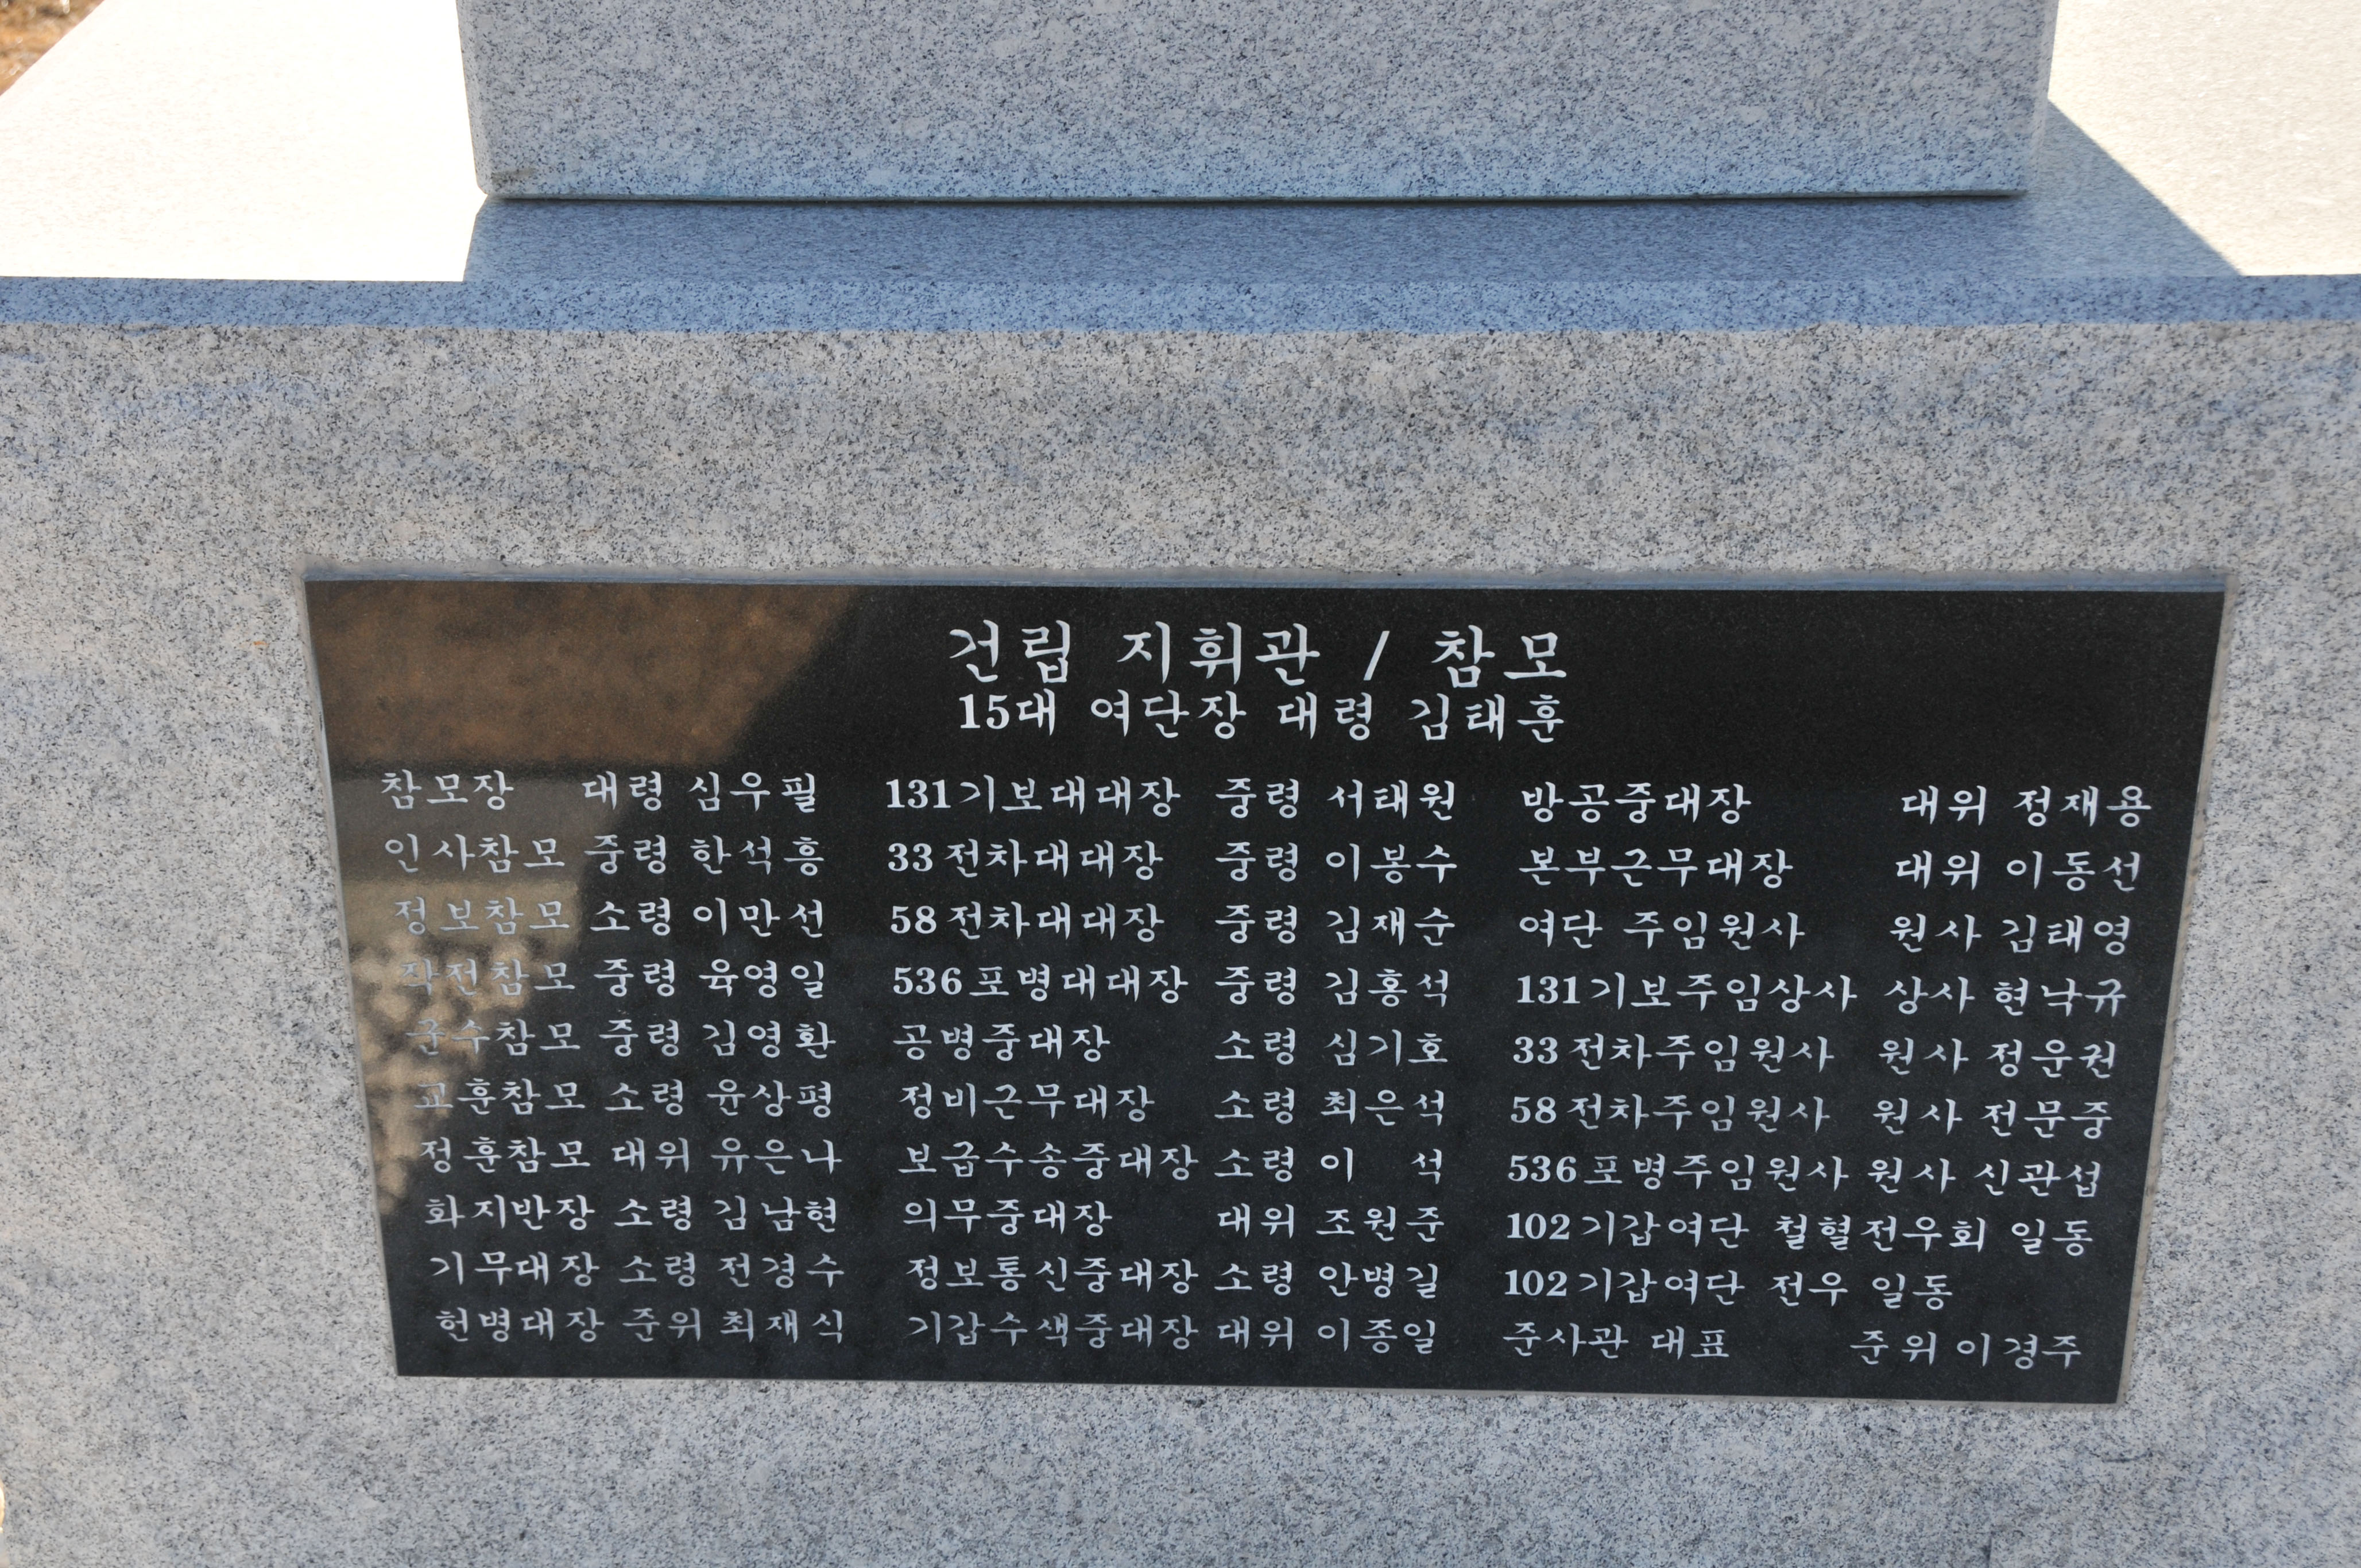 건립 지휘관 / 참모
15대 여단장 대령 김태훈
참모장 대령 심우필
인사참모 중령 한석흥
정보참모 소령 이만선
작전참모 중령 육영일
군수참모 중령 김영환
교훈참모 소령 윤상평
정훈참모 대위 유은나
화지반장 소령 김남현
기무대장 소령 전경수
헌병대장 준위 최재식
131기보대대장 중령 서태원
33전차대대장 중령 이봉수
58전차대대장 중령 김재순
536포병대대장 중령 김홍석
공병중대장 소령 심기호
정비근무대장 소령 최은석
보급수송중대장 소령 이 석
의무중대장 대위 조원준
정보통신중대장 소령 안병길
기갑수색중대장 대위 이종일
방공중대장 대위 정재용
본부근무대장 대위 이동선
여단 주임원사 원사 김태영
131기보주임상사 상사 현낙규
33전차주임원사 원사 정운권
58전차주임원사 원사 전문중
536포병주임원사 원사 신관섭
102기갑여단 철혈전우회 일동
102기갑여단 전우 일동
준사관 대표 준위 이경주